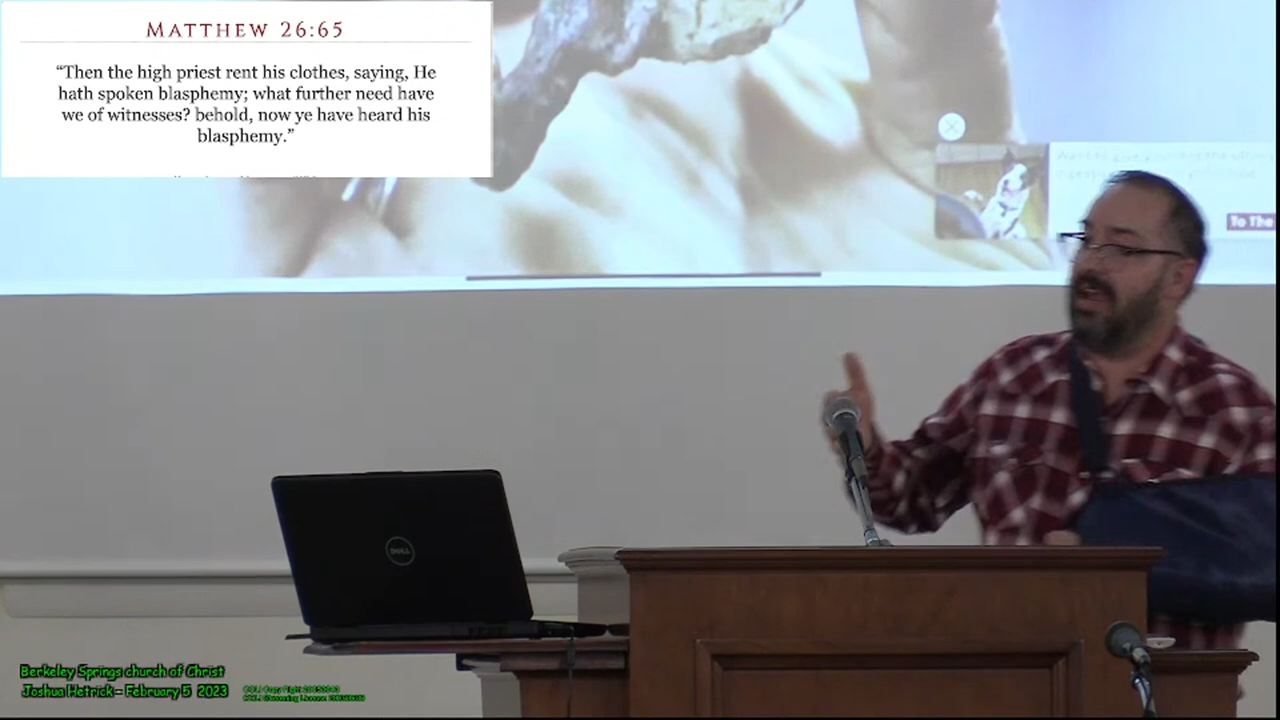 MATTHEW 26:65
“Then the high priest rent his clothes, saying, He
hath spoken blasphemy; what further need have
we of witnesses? behold, now ye have heard his
blasphemy.”
To The
DELL
Berkeley Springs church of Christ
Joshua Hetrick - February 5 2023